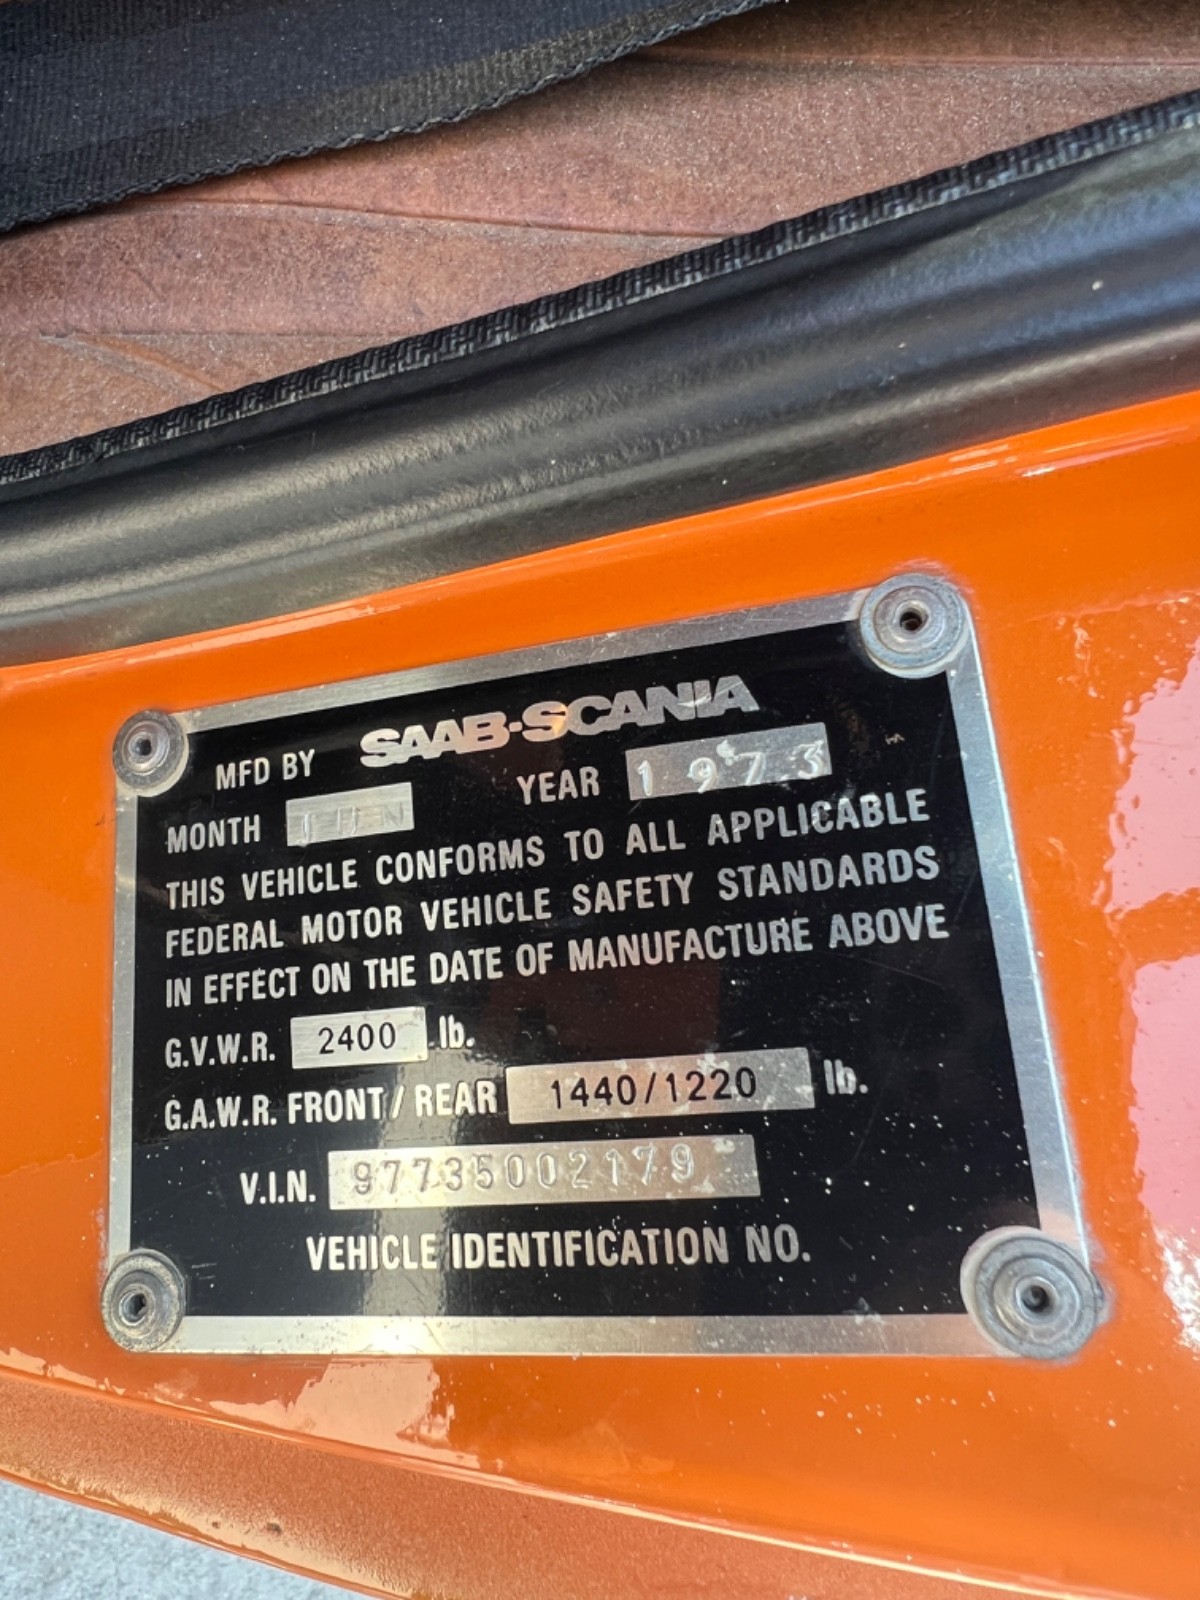 MFD BY SAAB-SCANIA
MONTH JUN YEAR 1973
THIS VEHICLE CONFORMS TO ALL APPLICABLE
FEDERAL MOTOR VEHICLE SAFETY STANDARDS
IN EFFECT ON THE DATE OF MANUFACTURE ABOVE
G.V.W.R. 2400 lb.
G.A.W.R. FRONT/REAR 1440/1220 lb.
V.I.N. 97735002179
VEHICLE IDENTIFICATION NO.